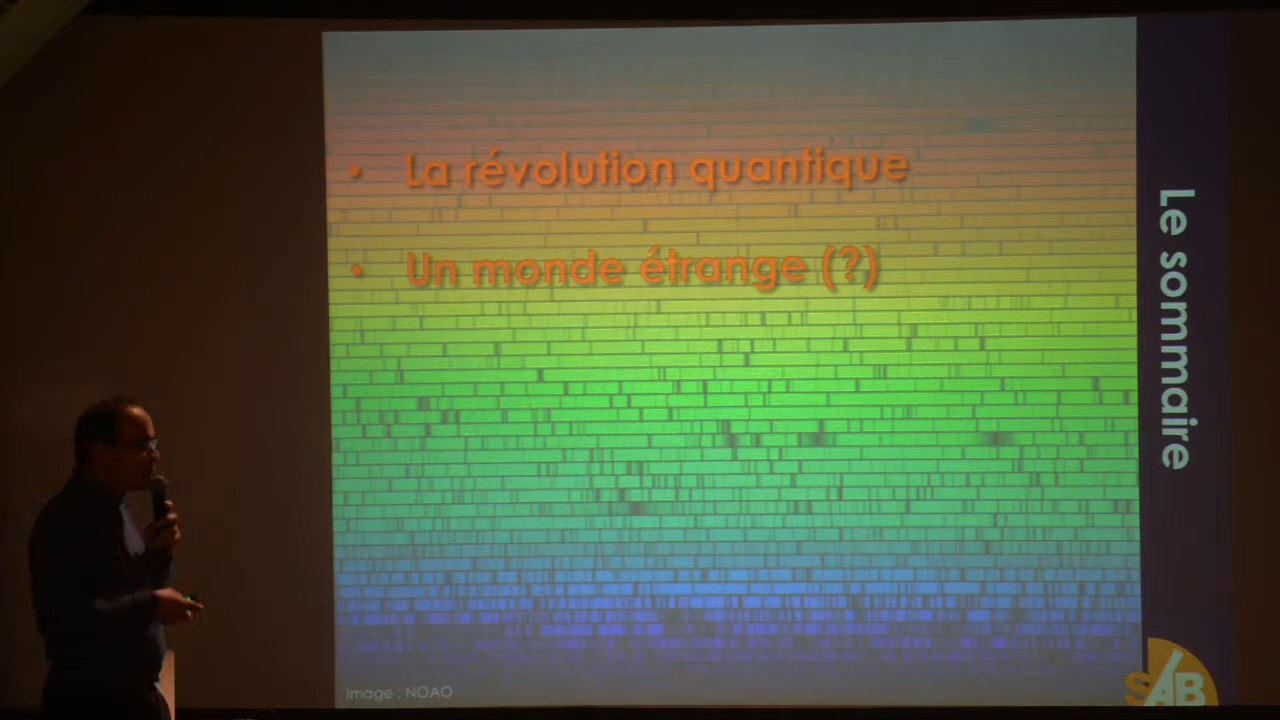 • La révolution quantique
• Un monde étrange (?)
Le sommaire
Image : NOAO
SAB